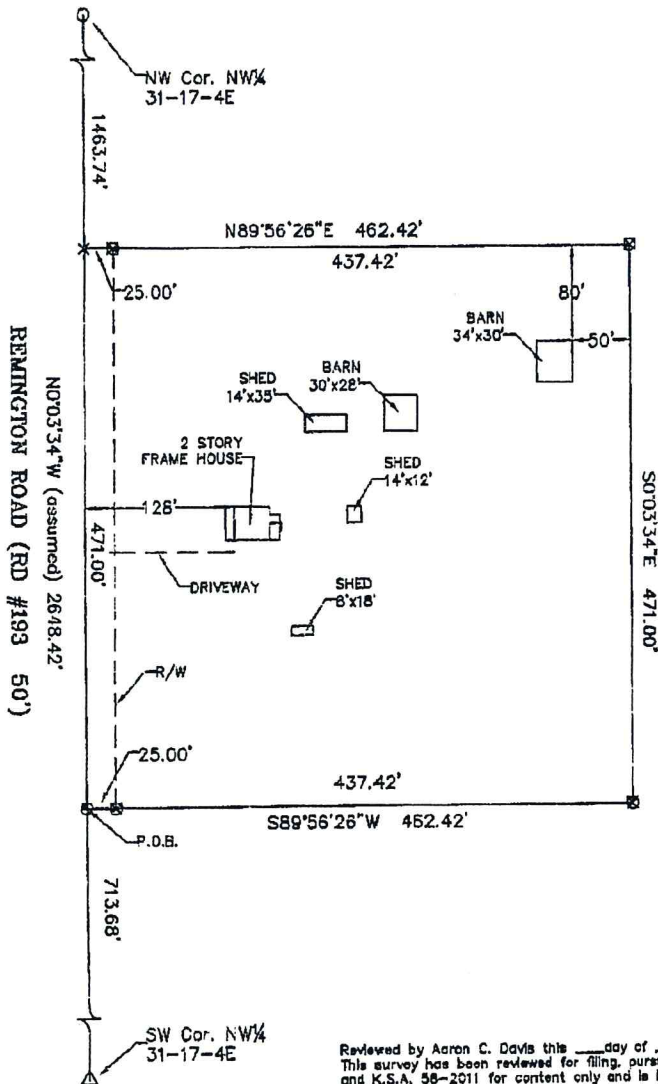 NW Cor. NW¼
31-17-4E
1463.74'
N89°56'26"E 462.42'
437.42'
25.00'
80'
BARN
34'x30'
50'
BARN
30'x28'
SHED
14'x35'
2 STORY
FRAME HOUSE
SHED
14'x12'
126'
471.00'
DRIVEWAY
SHED
8'x18'
S0°03'34"E 471.00'
N0°03'34"W (assumed) 2648.42'
REMINGTON ROAD (RD #193 50')
R/W
25.00'
437.42'
S89°56'26"W 462.42'
P.O.B.
713.68'
SW Cor. NW¼
31-17-4E
Reviewed by Aaron C. Davis this ___day of
This survey has been reviewed for filing, purs
and K.S.A. 58-2011 for content only and is